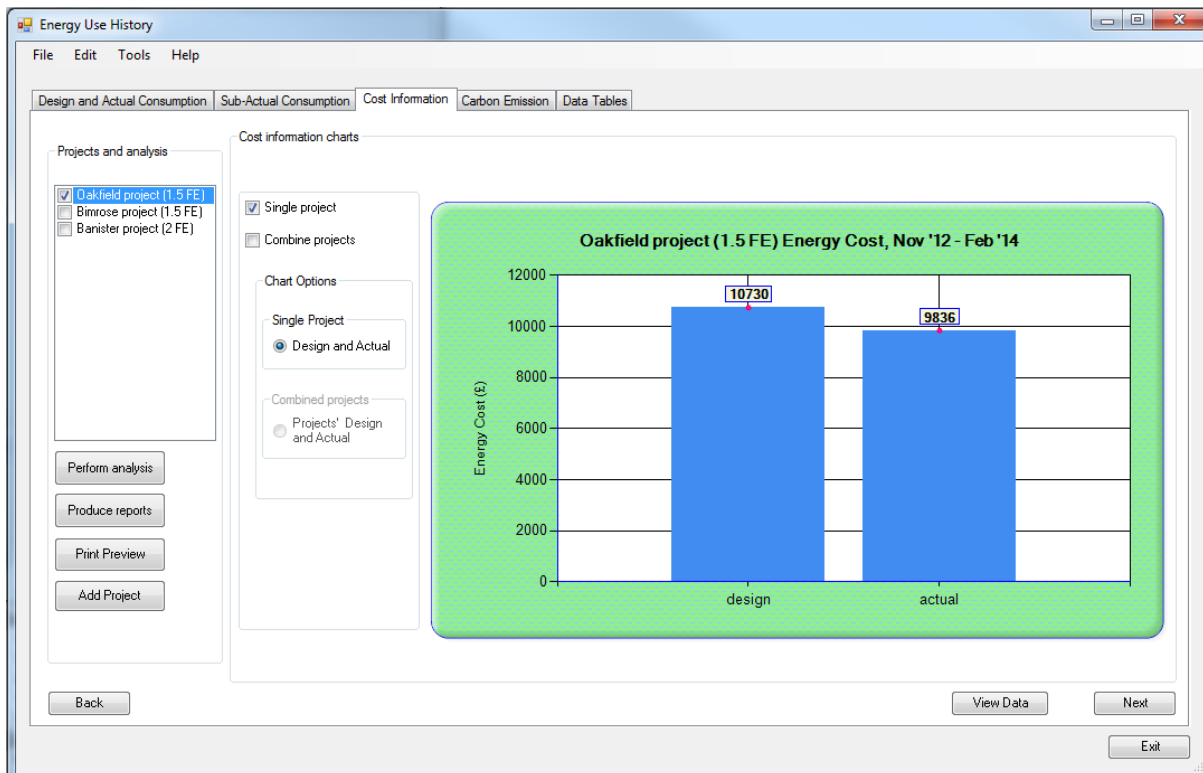 Energy Use History
File Edit Tools Help
Design and Actual Consumption Sub-Actual Consumption Cost Information Carbon Emission Data Tables
Projects and analysis
Oakfield project (1.5 FE)
Bimrose project (1.5 FE)
Banister project (2 FE)
Perform analysis
Produce reports
Print Preview
Add Project
Cost information charts
Single project
Combine projects
Chart Options
Single Project
Design and Actual
Combined projects
Projects' Design
and Actual
Oakfield project (1.5 FE) Energy Cost, Nov '12 - Feb '14
Energy Cost (£)
12000
10000
8000
6000
4000
2000
0
10730
9836
design actual
Back View Data Next
Exit